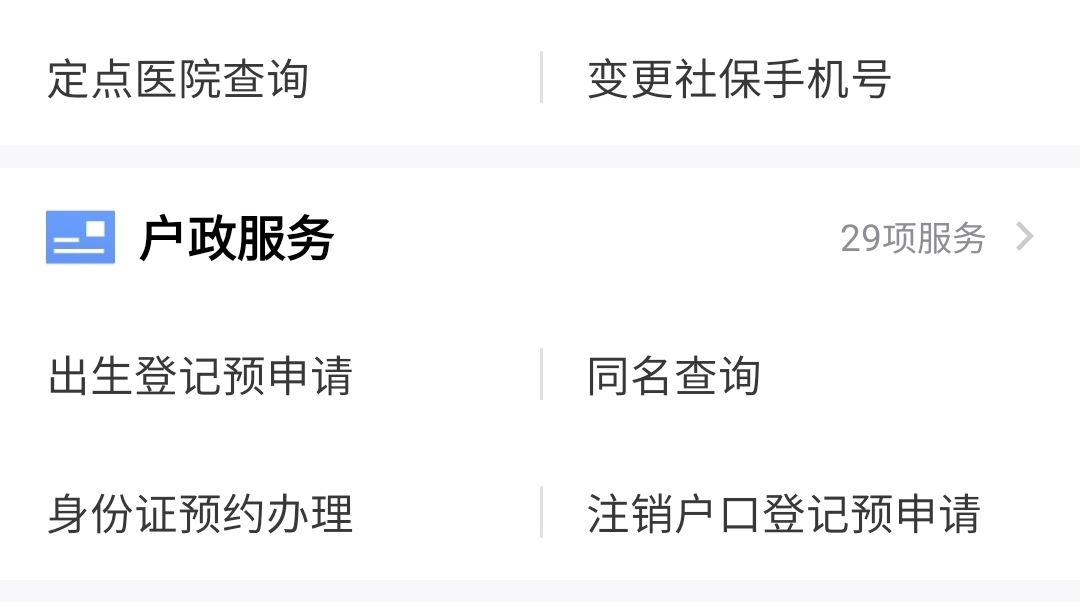 定点医院查询
变更社保手机号
户政服务
29项服务
出生登记预申请
同名查询
身份证预约办理
注销户口登记预申请